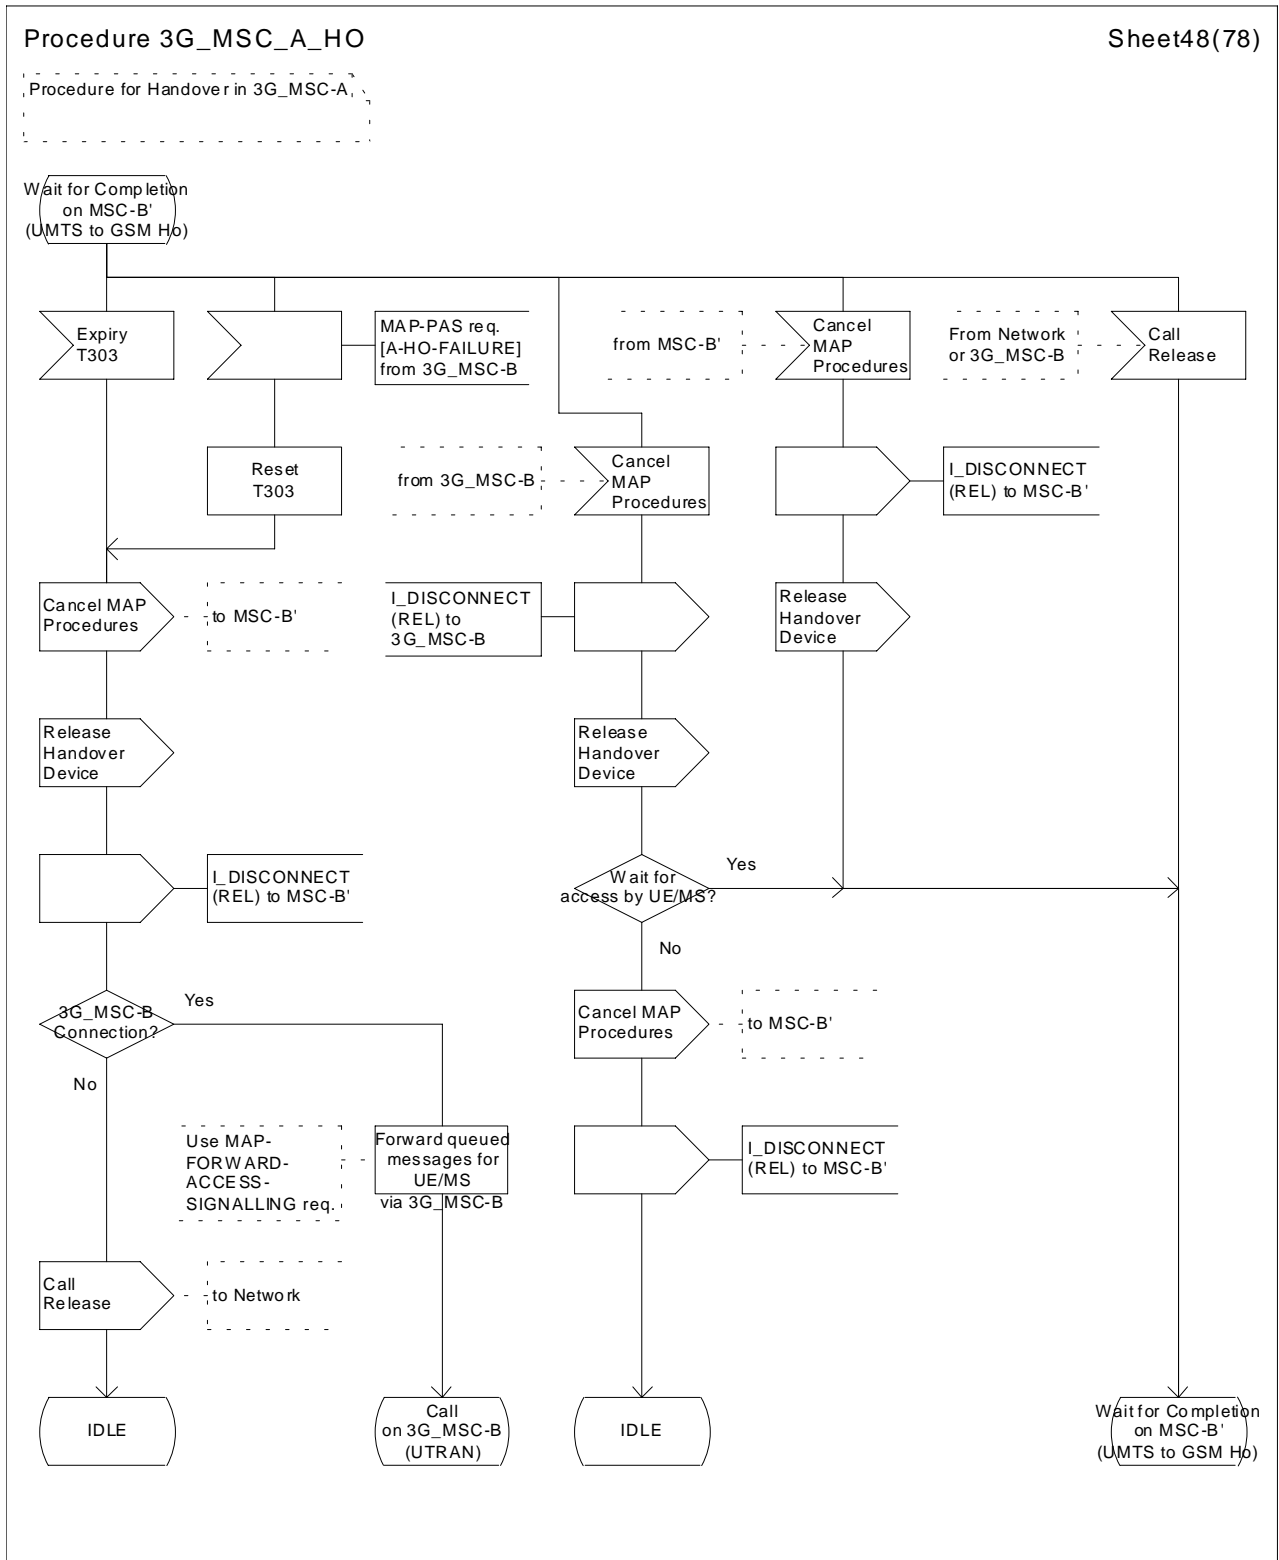 Procedure 3G_MSC_A_HO
Sheet48(78)
Procedure for Handover in 3G_MSC-A
Wait for Completion
on MSC-B'
(UMTS to GSM Ho)
Expiry
T303
MAP-PAS req.
[A-HO-FAILURE]
from 3G_MSC-B
from MSC-B'
Cancel
MAP
Procedures
From Network
or 3G_MSC-B
Call
Release
Reset
T303
from 3G_MSC-B
Cancel
MAP
Procedures
I_DISCONNECT
(REL) to MSC-B'
Cancel MAP
Procedures
to MSC-B'
I_DISCONNECT
(REL) to
3G_MSC-B
Release
Handover
Device
Release
Handover
Device
Release
Handover
Device
I_DISCONNECT
(REL) to MSC-B'
Wait for
access by UE/MS?
Yes
No
3G_MSC-B
Connection?
Yes
No
Cancel MAP
Procedures
to MSC-B'
Use MAP-
FORWARD-
ACCESS-
SIGNALLING req.
Forward queued
messages for
UE/MS
via 3G_MSC-B
I_DISCONNECT
(REL) to MSC-B'
Call
Release
to Network
IDLE
Call
on 3G_MSC-B
(UTRAN)
IDLE
Wait for Completion
on MSC-B'
(UMTS to GSM Ho)